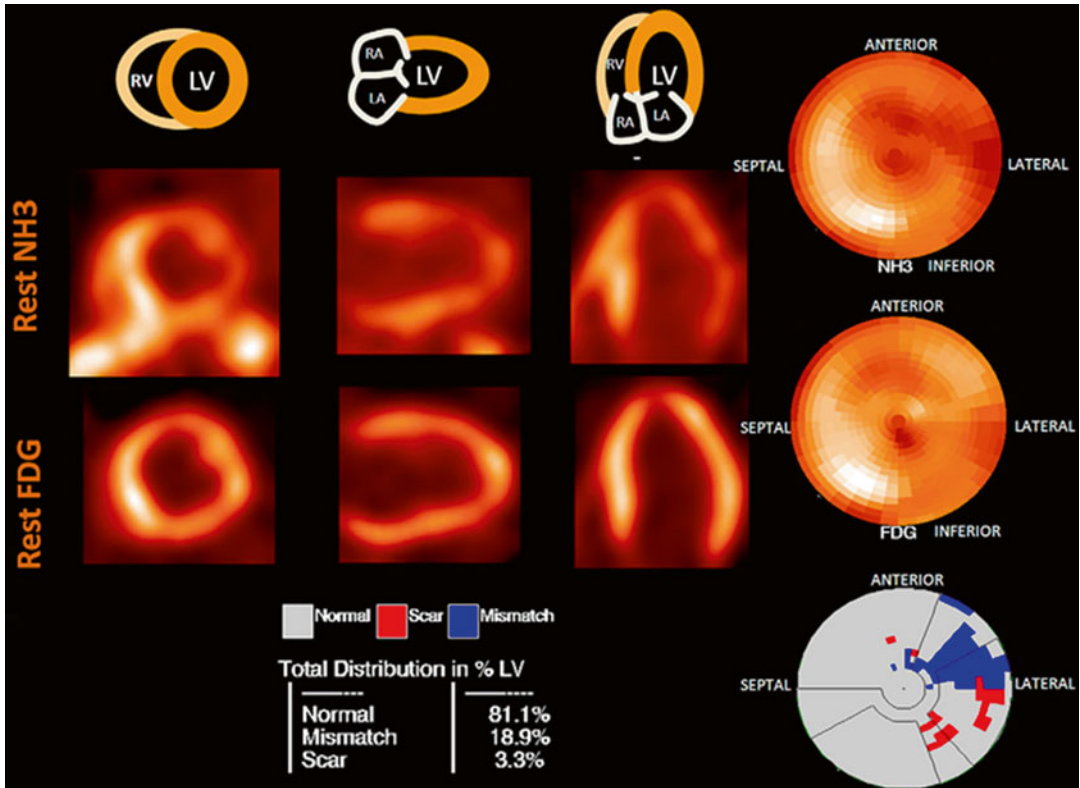 RV LV
RA
LA
LV
RV
LV
RA
LA
Rest NH3
Rest FDG
ANTERIOR
SEPTAL
LATERAL
NH3 INFERIOR
ANTERIOR
SEPTAL
LATERAL
FDG INFERIOR
ANTERIOR
SEPTAL
LATERAL
Normal Scar Mismatch
Total Distribution in % LV
Normal 81.1%
Mismatch 18.9%
Scar 3.3%